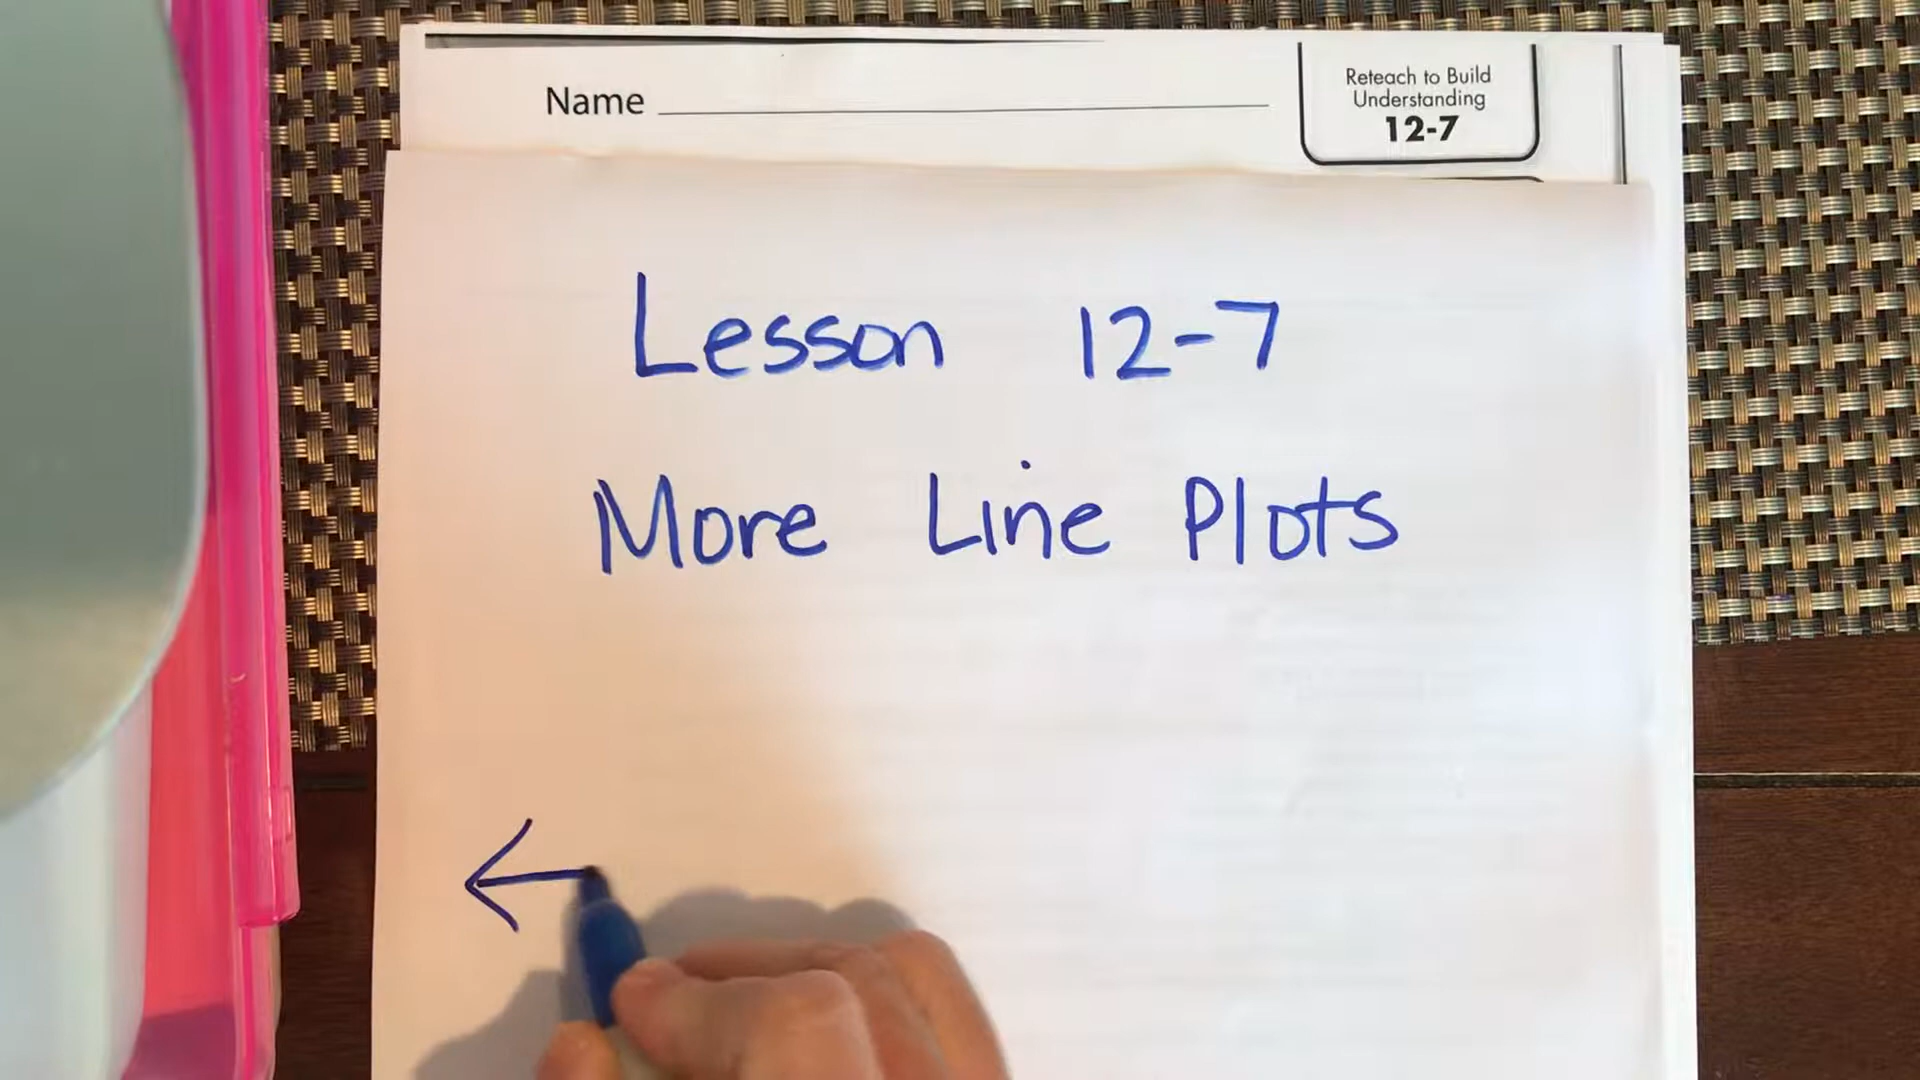 Name
Reteach to Build
Understanding
12-7
Lesson 12-7
More Line Plots